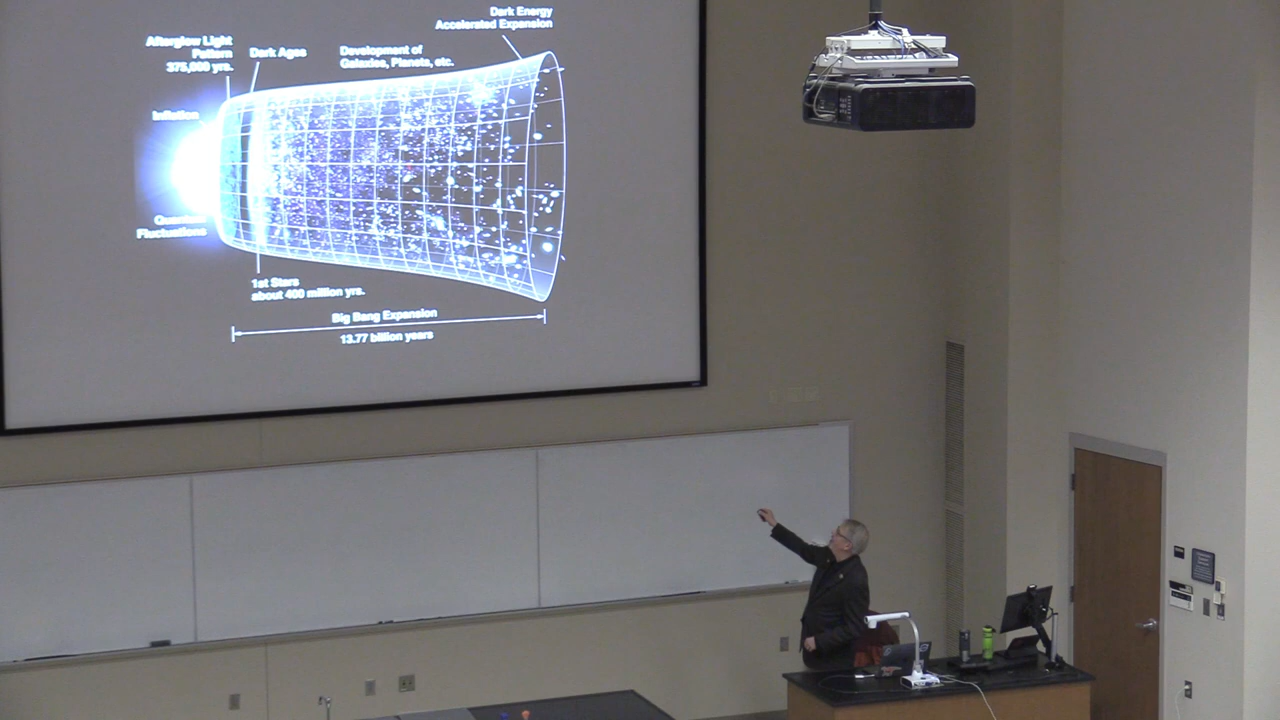 Dark Energy
Accelerated Expansion
Afterglow Light
Pattern
375,000 yrs.
Dark Ages
Development of
Galaxies, Planets, etc.
Inflation
Quantum
Fluctuations
1st Stars
about 400 million yrs.
Big Bang Expansion
13.77 billion years